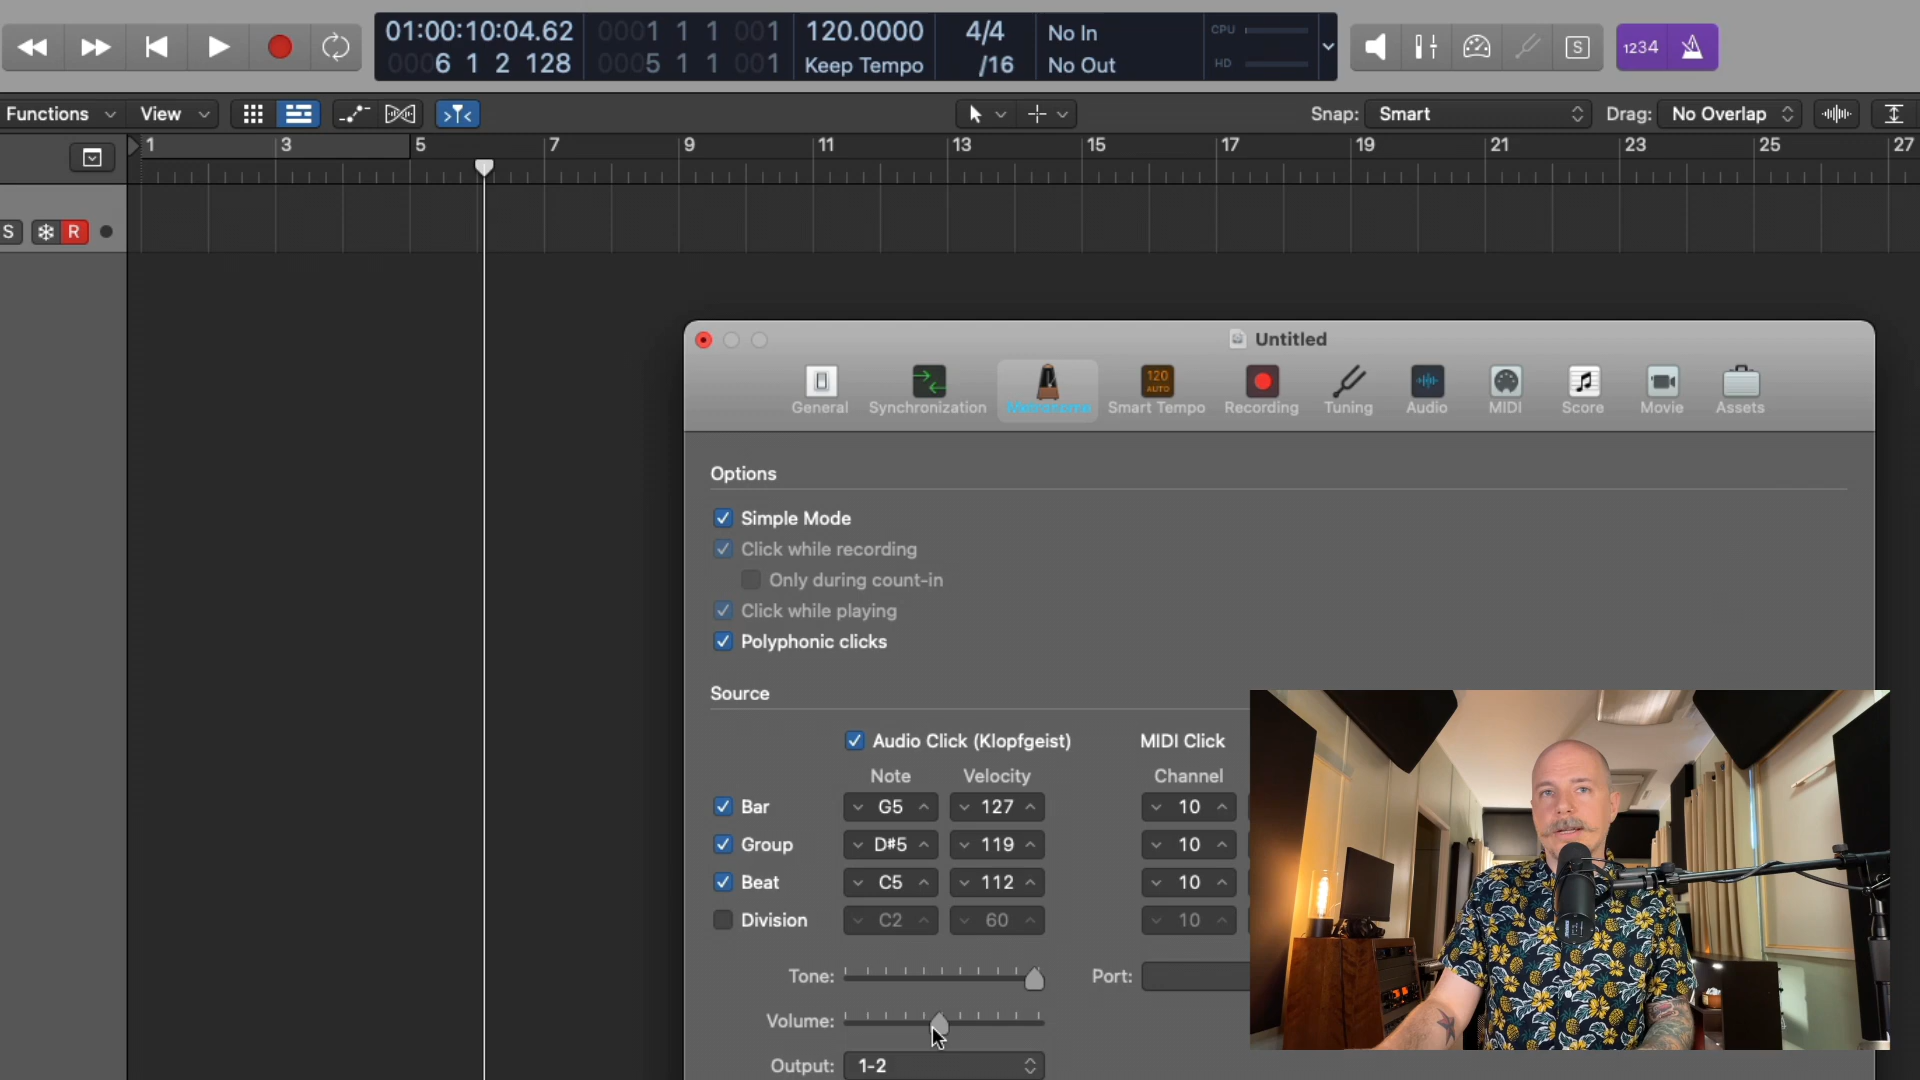 01:00:10:04.62 0001 1 1 001 120.0000 4/4 No In CPU
0006 1 2 128 0005 1 1 001 Keep Tempo /16 No Out HD
S 1234
Functions View Snap: Smart Drag: No Overlap
1 3 5 7 9 11 13 15 17 19 21 23 25 27
S R
Untitled
120
AUTO
General Synchronization Metronome Smart Tempo Recording Tuning Audio MIDI Score Movie Assets
Options
Simple Mode
Click while recording
Only during count-in
Click while playing
Polyphonic clicks
Source
Audio Click (Klopfgeist) MIDI Click
Note Velocity Channel
Bar G5 127 10
Group D#5 119 10
Beat C5 112 10
Division C2 60 10
Tone: Port:
Volume:
Output: 1-2